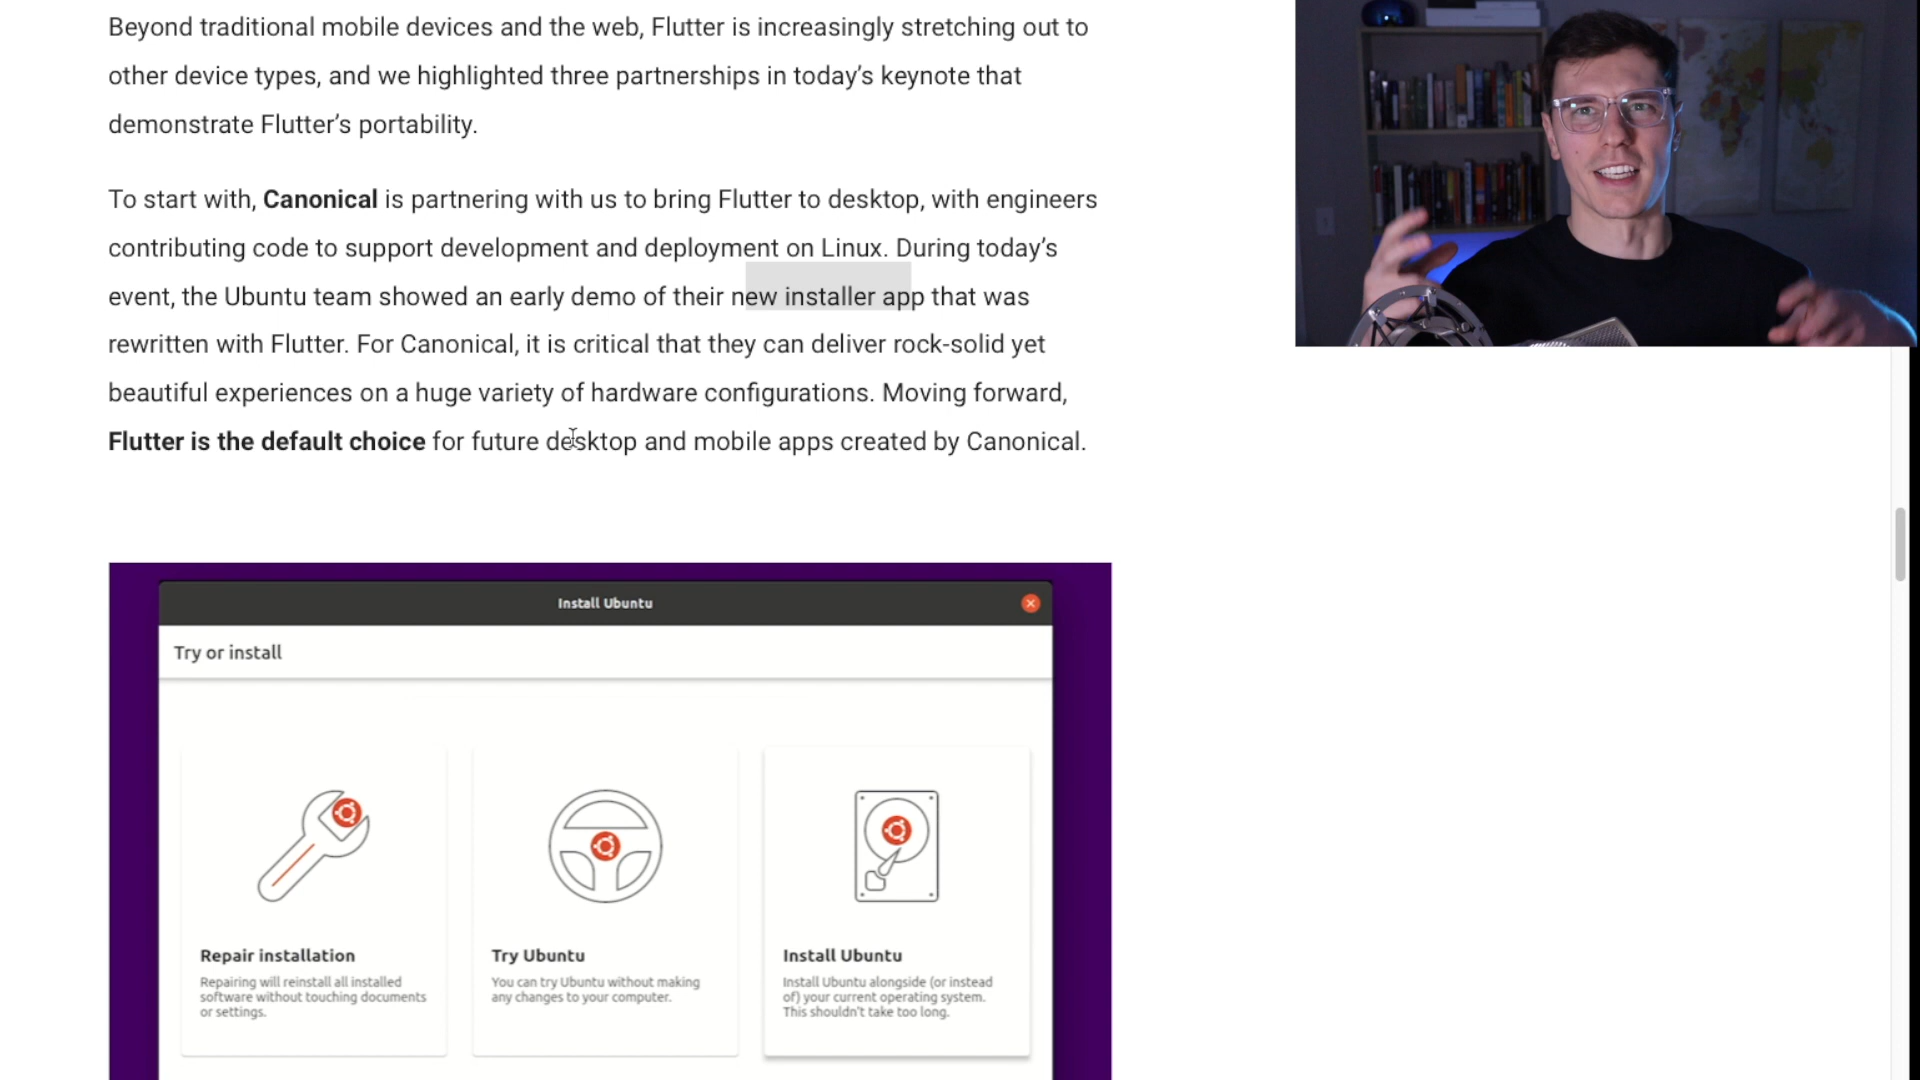 Beyond traditional mobile devices and the web, Flutter is increasingly stretching out to
other device types, and we highlighted three partnerships in today’s keynote that
demonstrate Flutter’s portability.
To start with, Canonical is partnering with us to bring Flutter to desktop, with engineers
contributing code to support development and deployment on Linux. During today’s
event, the Ubuntu team showed an early demo of their new installer app that was
rewritten with Flutter. For Canonical, it is critical that they can deliver rock-solid yet
beautiful experiences on a huge variety of hardware configurations. Moving forward,
Flutter is the default choice for future desktop and mobile apps created by Canonical.
Install Ubuntu
Try or install
Repair installation
Repairing will reinstall all installed
software without touching documents
or settings.
Try Ubuntu
You can try Ubuntu without making
any changes to your computer.
Install Ubuntu
Install Ubuntu alongside (or instead
of) your current operating system.
This shouldn't take too long.